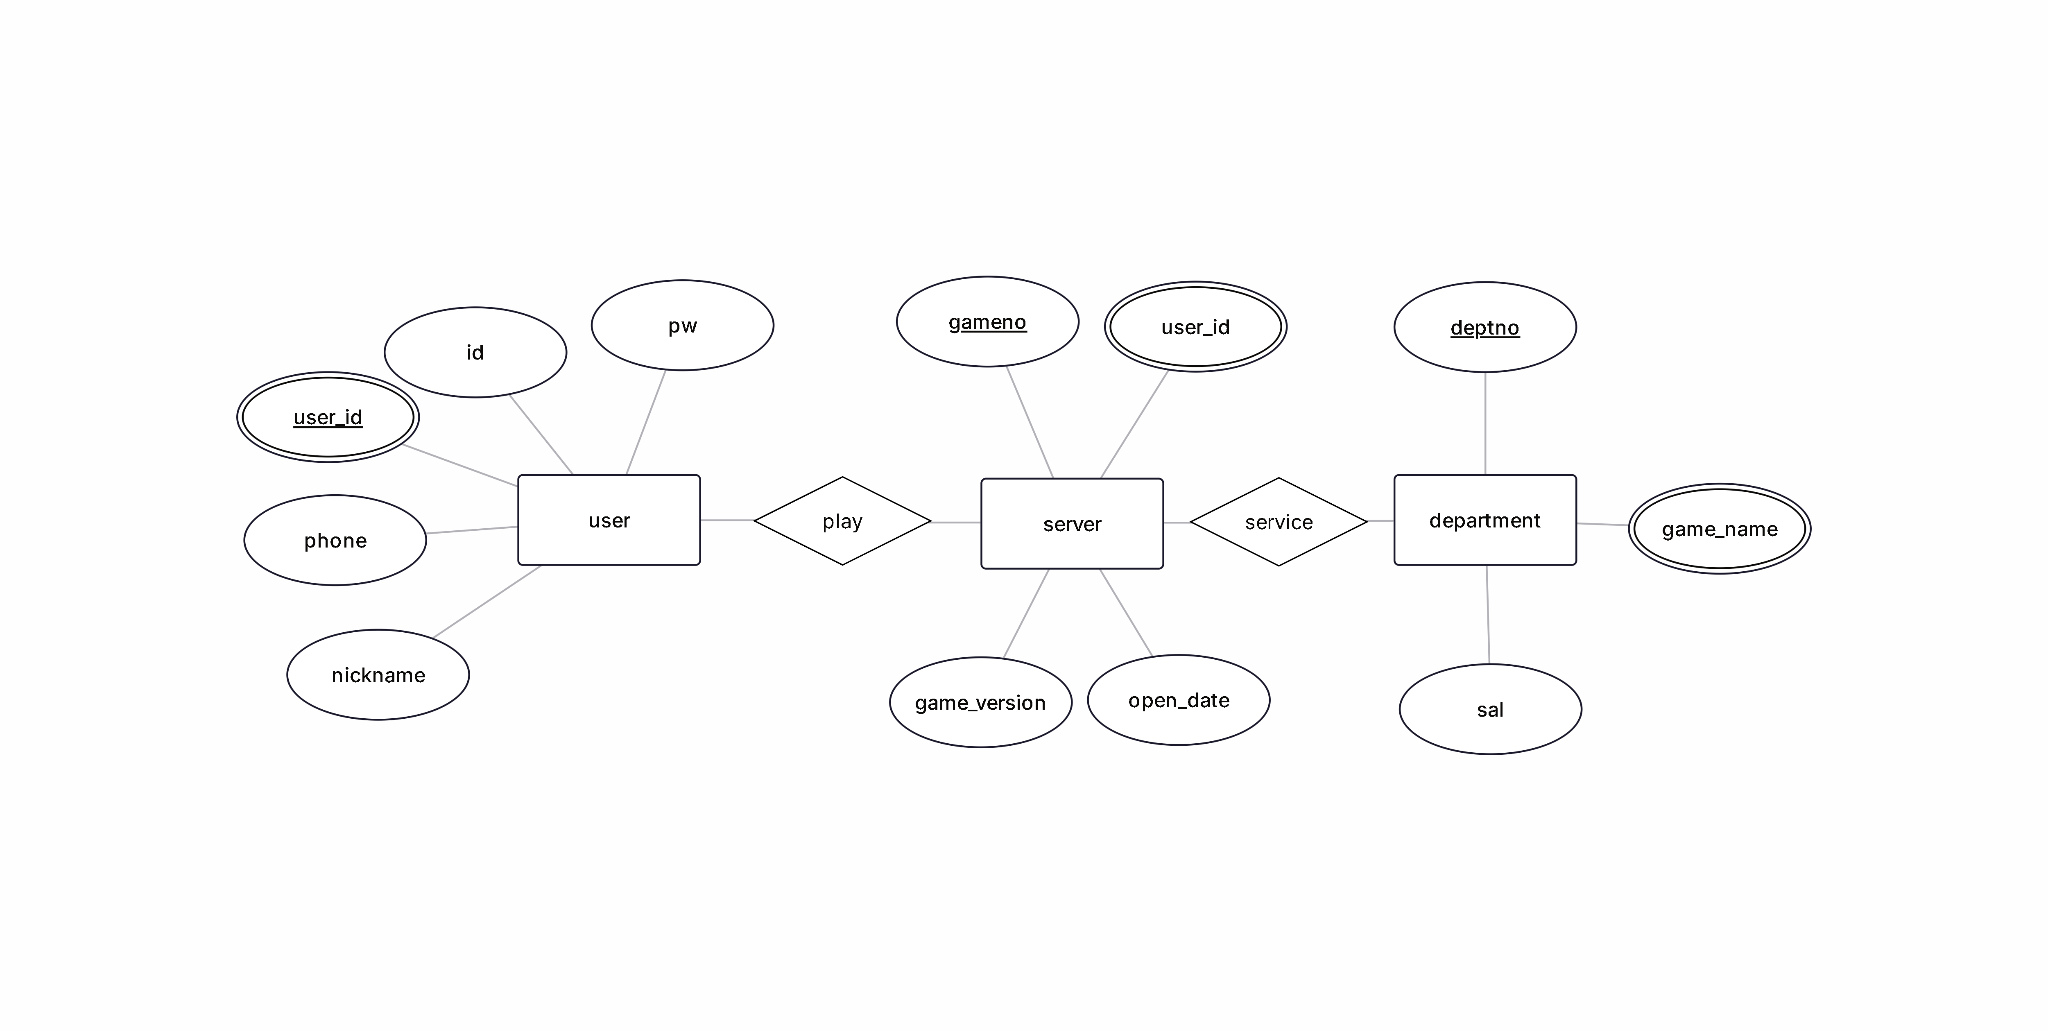 gameno
user_id
deptno
pw
id
user_id
game_name
user
play
server
service
department
phone
nickname
game_version
open_date
sal